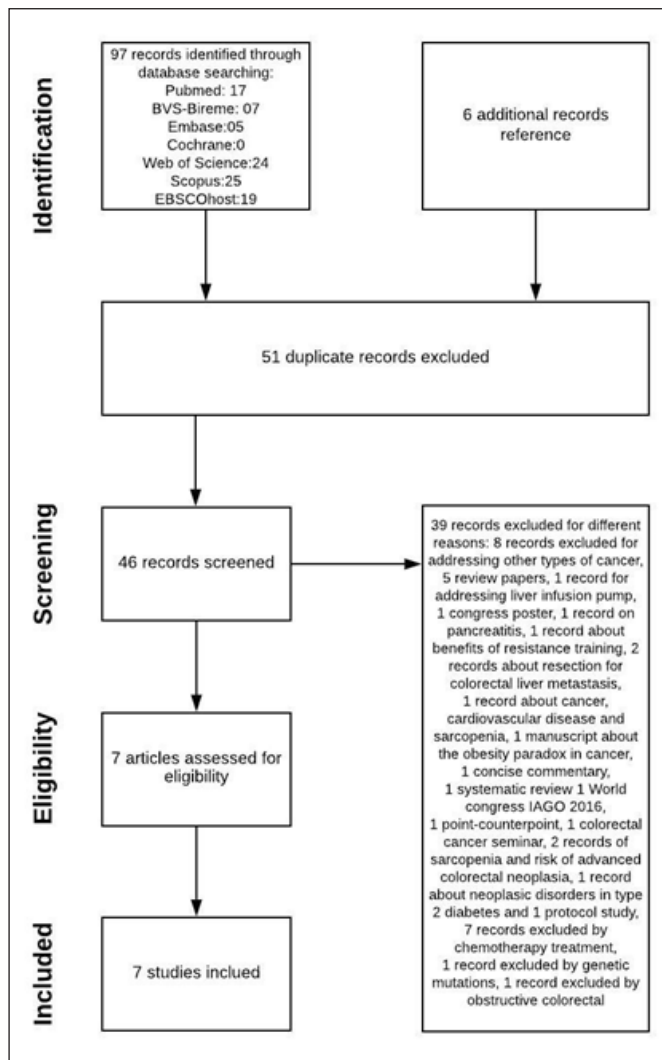 Identification
97 records identified through
database searching:
Pubmed: 17
BVS-Bireme: 07
Embase:05
Cochrane:0
Web of Science:24
Scopus:25
EBSCOhost:19
6 additional records
reference
51 duplicate records excluded
Screening
46 records screened
39 records excluded for different
reasons: 8 records excluded for
addressing other types of cancer,
5 review papers, 1 record for
addressing liver infusion pump,
1 congress poster, 1 record on
pancreatitis, 1 record about
benefits of resistance training, 2
records about resection for
colorectal liver metastasis,
1 record about cancer,
cardiovascular disease and
sarcopenia, 1 manuscript about
the obesity paradox in cancer,
1 concise commentary,
1 systematic review 1 World
congress IAGO 2016,
1 point-counterpoint, 1 colorectal
cancer seminar, 2 records of
sarcopenia and risk of advanced
colorectal neoplasia, 1 record
about neoplasic disorders in type
2 diabetes and 1 protocol study,
7 records excluded by
chemotherapy treatment,
1 record excluded by genetic
mutations, 1 record excluded by
obstructive colorectal
Eligibility
7 articles assessed for
eligibility
Included
7 studies inclued